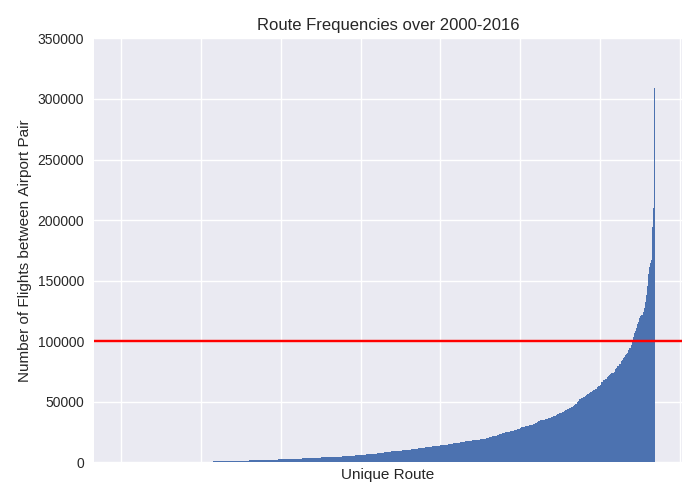 Route Frequencies over 2000-2016
Number of Flights between Airport Pair
350000
300000
250000
200000
150000
100000
50000
0
Unique Route